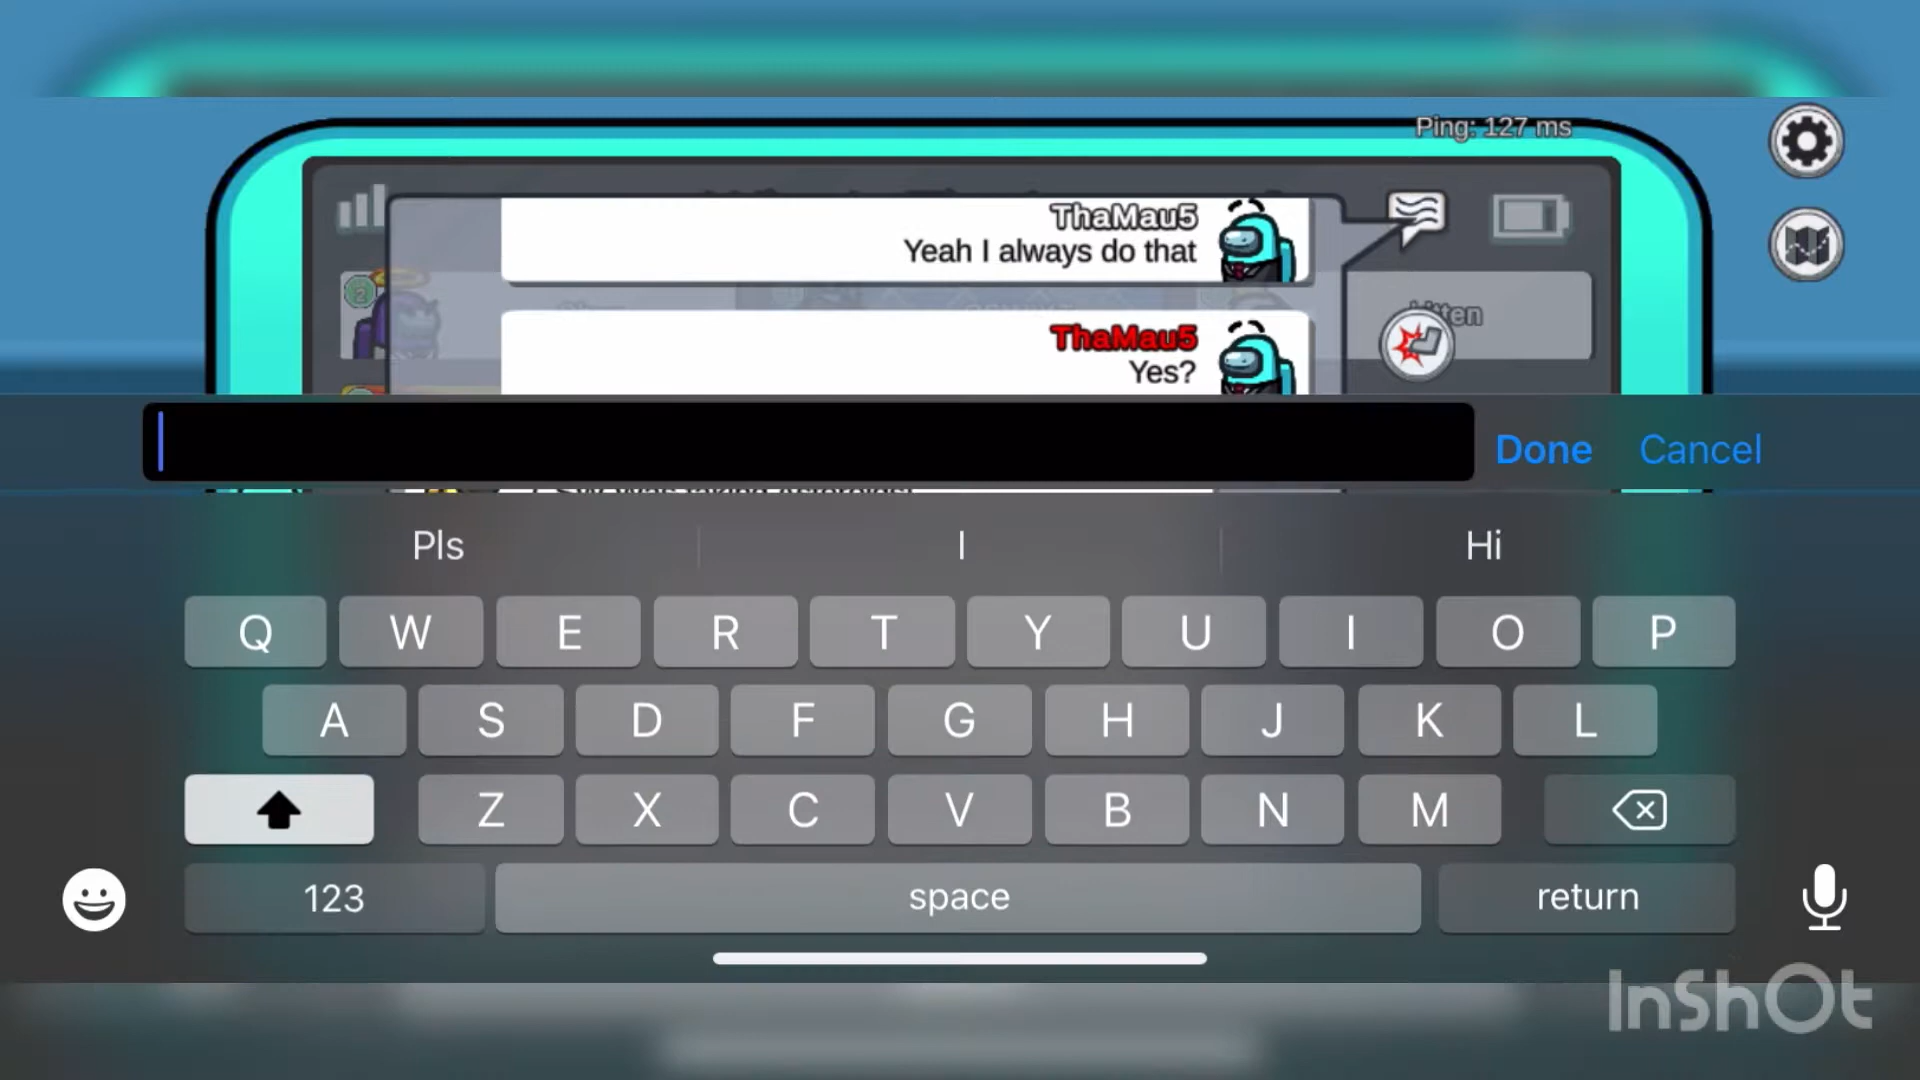 Ping: 127 ms
ThaMau5
Yeah I always do that
ThaMau5
Yes?
Done
Cancel
Pls
I
Hi
Q W E R T Y U I O P
A S D F G H J K L
Z X C V B N M
123
space
return
InShOt